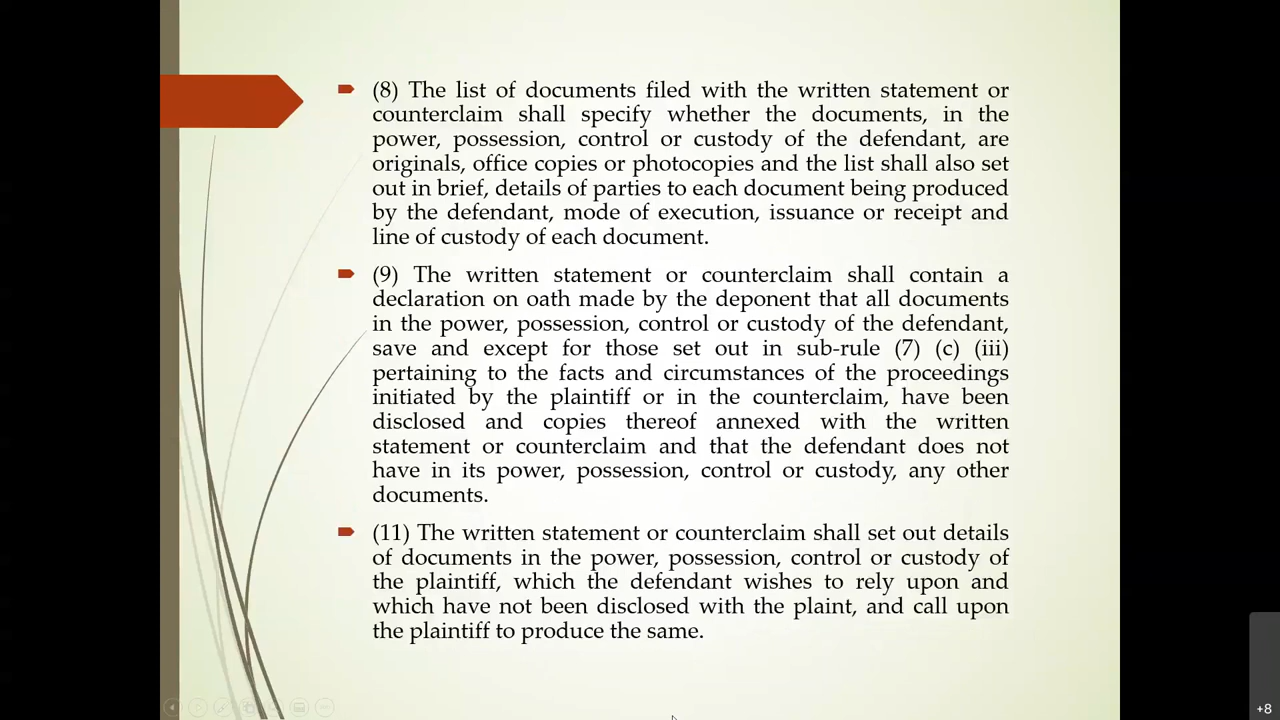 (8) The list of documents filed with the written statement or
counterclaim shall specify whether the documents, in the
power, possession, control or custody of the defendant, are
originals, office copies or photocopies and the list shall also set
out in brief, details of parties to each document being produced
by the defendant, mode of execution, issuance or receipt and
line of custody of each document.
(9) The written statement or counterclaim shall contain a
declaration on oath made by the deponent that all documents
in the power, possession, control or custody of the defendant,
save and except for those set out in sub-rule (7) (c) (iii)
pertaining to the facts and circumstances of the proceedings
initiated by the plaintiff or in the counterclaim, have been
disclosed and copies thereof annexed with the written
statement or counterclaim and that the defendant does not
have in its power, possession, control or custody, any other
documents.
(11) The written statement or counterclaim shall set out details
of documents in the power, possession, control or custody of
the plaintiff, which the defendant wishes to rely upon and
which have not been disclosed with the plaint, and call upon
the plaintiff to produce the same.
+8